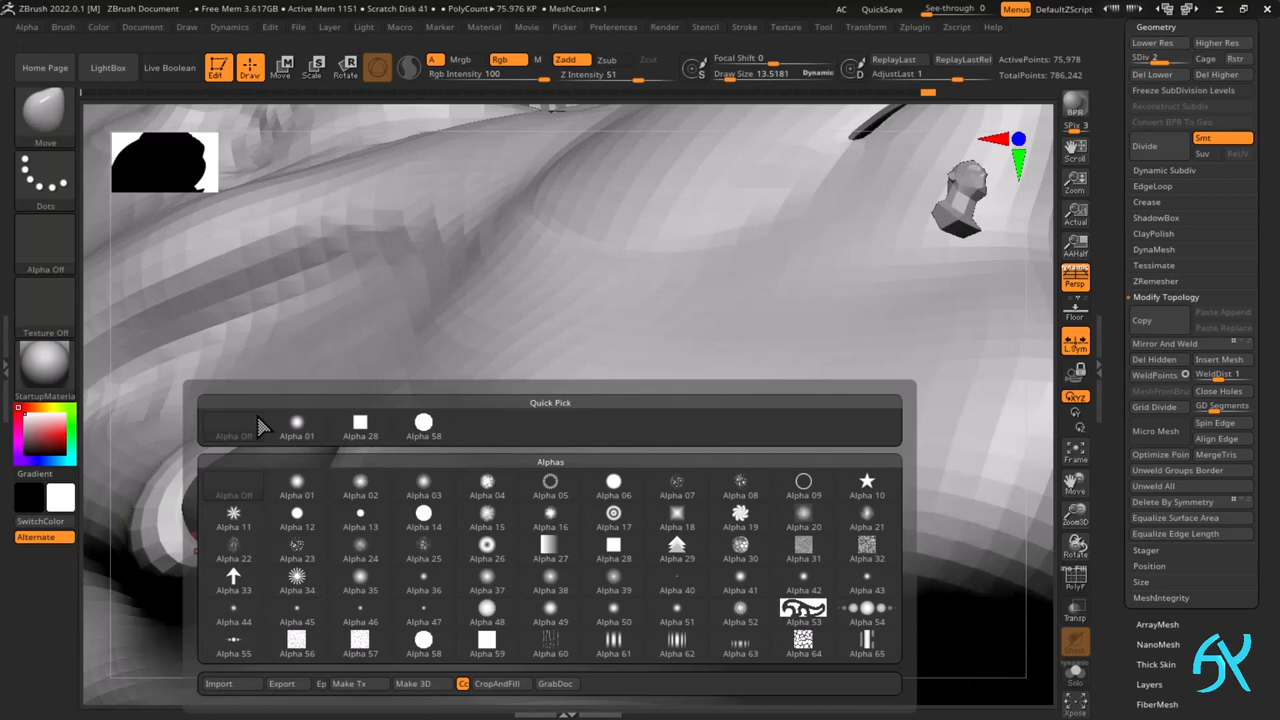 ZBrush 2022.0.1 [M]
ZBrush Document
• Free Mem 3.617GB • Active Mem 1151 • Scratch Disk 41 • PolyCount▸ 75.976 KP • MeshCount▸ 1
AC
QuickSave
See-through 0
Menus
DefaultZScript
Alpha
Brush
Color
Document
Draw
Dynamics
Edit
File
Layer
Light
Macro
Marker
Material
Movie
Picker
Preferences
Render
Stencil
Stroke
Texture
Tool
Transform
Zplugin
Zscript
Help
Home Page
LightBox
Live Boolean
Edit
Draw
Move
Scale
Rotate
A
Mrgb
Rgb
M
Rgb Intensity 100
Zadd
Zsub
Zcut
Z Intensity 51
S
Focal Shift 0
Draw Size 13.5181
Dynamic
D
ReplayLast
ReplayLastRel
AdjustLast 1
ActivePoints: 75,978
TotalPoints: 786,242
Move
Dots
Alpha Off
Texture Off
StartupMateria
Gradient
SwitchColor
Alternate
Quick Pick
Alpha Off
Alpha 01
Alpha 28
Alpha 58
Alphas
Alpha Off
Alpha 01
Alpha 02
Alpha 03
Alpha 04
Alpha 05
Alpha 06
Alpha 07
Alpha 08
Alpha 09
Alpha 10
Alpha 11
Alpha 12
Alpha 13
Alpha 14
Alpha 15
Alpha 16
Alpha 17
Alpha 18
Alpha 19
Alpha 20
Alpha 21
Alpha 22
Alpha 23
Alpha 24
Alpha 25
Alpha 26
Alpha 27
Alpha 28
Alpha 29
Alpha 30
Alpha 31
Alpha 32
Alpha 33
Alpha 34
Alpha 35
Alpha 36
Alpha 37
Alpha 38
Alpha 39
Alpha 40
Alpha 41
Alpha 42
Alpha 43
Alpha 44
Alpha 45
Alpha 46
Alpha 47
Alpha 48
Alpha 49
Alpha 50
Alpha 51
Alpha 52
Alpha 53
Alpha 54
Alpha 55
Alpha 56
Alpha 57
Alpha 58
Alpha 59
Alpha 60
Alpha 61
Alpha 62
Alpha 63
Alpha 64
Alpha 65
Import
Export
Ep
Make Tx
Make 3D
Cc
CropAndFill
GrabDoc
BPR
SPix 3
Scroll
Zoom
Actual
AAHalf
Dynamic
Persp
Floor
L.Sym
XYZ
Frame
Move
Zoom3D
Rotate
PolyF
Transp
Ghost
Dynamic
Solo
Xpose
Geometry
Lower Res
Higher Res
SDiv 2
Cage
Rstr
Del Lower
Del Higher
Freeze SubDivision Levels
Reconstruct Subdiv
Convert BPR To Geo
Divide
Smt
Suv
ReUV
Dynamic Subdiv
EdgeLoop
Crease
ShadowBox
ClayPolish
DynaMesh
Tessimate
ZRemesher
Modify Topology
Copy
Paste Append
Paste Replace
Mirror And Weld
Del Hidden
Insert Mesh
WeldPoints
WeldDist 1
MeshFromBru
Close Holes
Grid Divide
GD Segments
Micro Mesh
Spin Edge
Align Edge
Optimize Poin
MergeTris
Unweld Groups Border
Unweld All
Delete By Symmetry
Equalize Surface Area
Equalize Edge Length
Stager
Position
Size
MeshIntegrity
ArrayMesh
NanoMesh
Thick Skin
Layers
FiberMesh